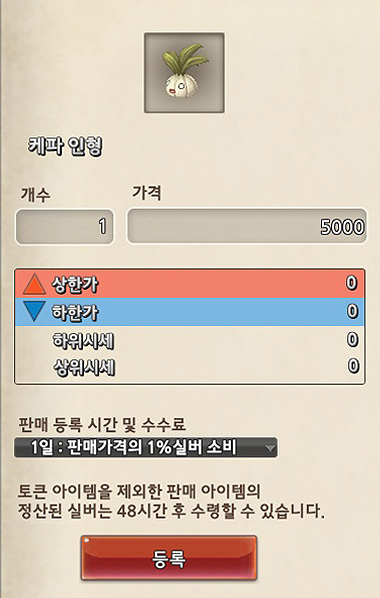 케파 인형
개수 가격
1 5000
상한가 0
하한가 0
하위시세 0
상위시세 0
판매 등록 시간 및 수수료
1일 : 판매가격의 1%실버 소비
토큰 아이템을 제외한 판매 아이템의
정산된 실버는 48시간 후 수령할 수 있습니다.
등록